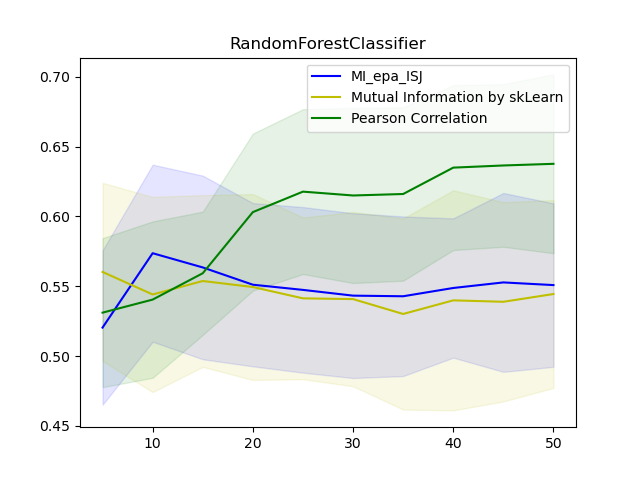 RandomForestClassifier
MI_epa_ISJ
Mutual Information by skLearn
Pearson Correlation
0.70
0.65
0.60
0.55
0.50
0.45
10 20 30 40 50